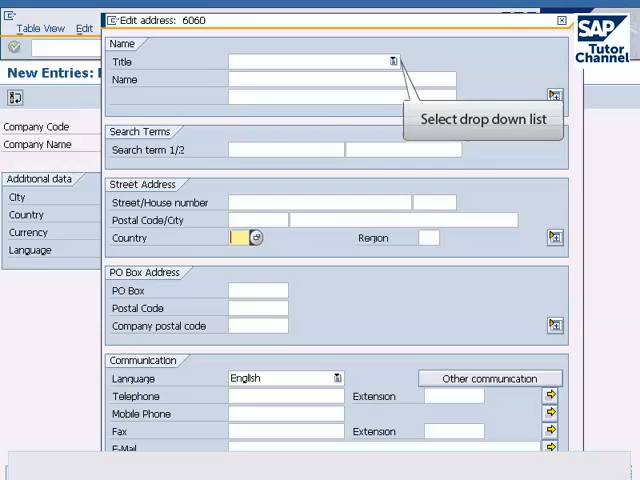 Edit address: 6060
SAP
Tutor
Channel
Table View Edit
New Entries:
Company Code
Company Name
Additional data
City
Country
Currency
Language
Name
Title
Name
Select drop down list
Search Terms
Search term 1/2
Street Address
Street/House number
Postal Code/City
Country Region
PO Box Address
PO Box
Postal Code
Company postal code
Communication
Language English Other communication
Telephone Extension
Mobile Phone
Fax Extension
E-Mail